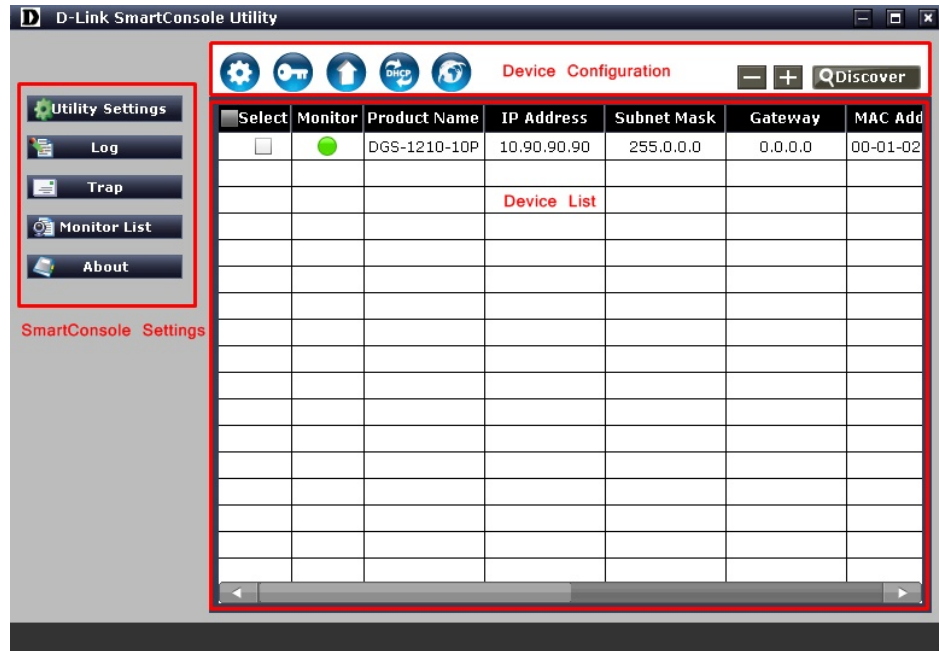 D-Link SmartConsole Utility
DHCP
Device Configuration
Discover
Utility Settings
Log
Trap
Monitor List
About
SmartConsole Settings
Select Monitor Product Name IP Address Subnet Mask Gateway MAC Add
DGS-1210-10P 10.90.90.90 255.0.0.0 0.0.0.0 00-01-02
Device List